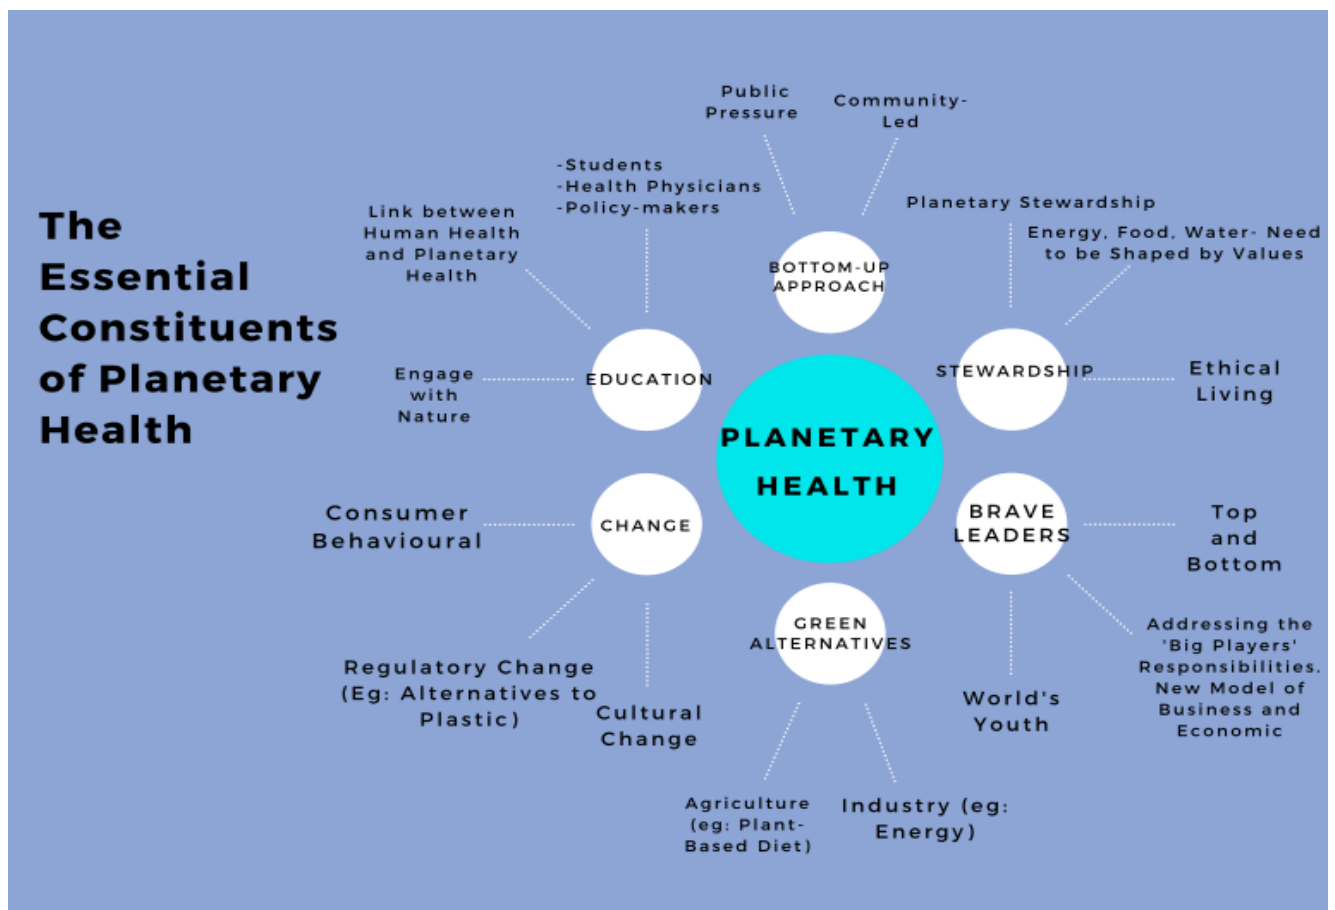 The
Essential
Constituents
of Planetary
Health
Public
Pressure
Community-
Led
-Students
-Health Physicians
-Policy-makers
Link between
Human Health
and Planetary
Health
Planetary Stewardship
Energy, Food, Water- Need
to be Shaped by Values
BOTTOM-UP
APPROACH
EDUCATION
STEWARDSHIP
Engage
with
Nature
Ethical
Living
PLANETARY
HEALTH
Consumer
Behavioural
CHANGE
BRAVE
LEADERS
Top
and
Bottom
GREEN
ALTERNATIVES
Addressing the
'Big Players'
Responsibilities.
New Model of
Business and
Economic
Regulatory Change
(Eg: Alternatives to
Plastic)
Cultural
Change
World's
Youth
Agriculture
(eg: Plant-
Based Diet)
Industry (eg:
Energy)